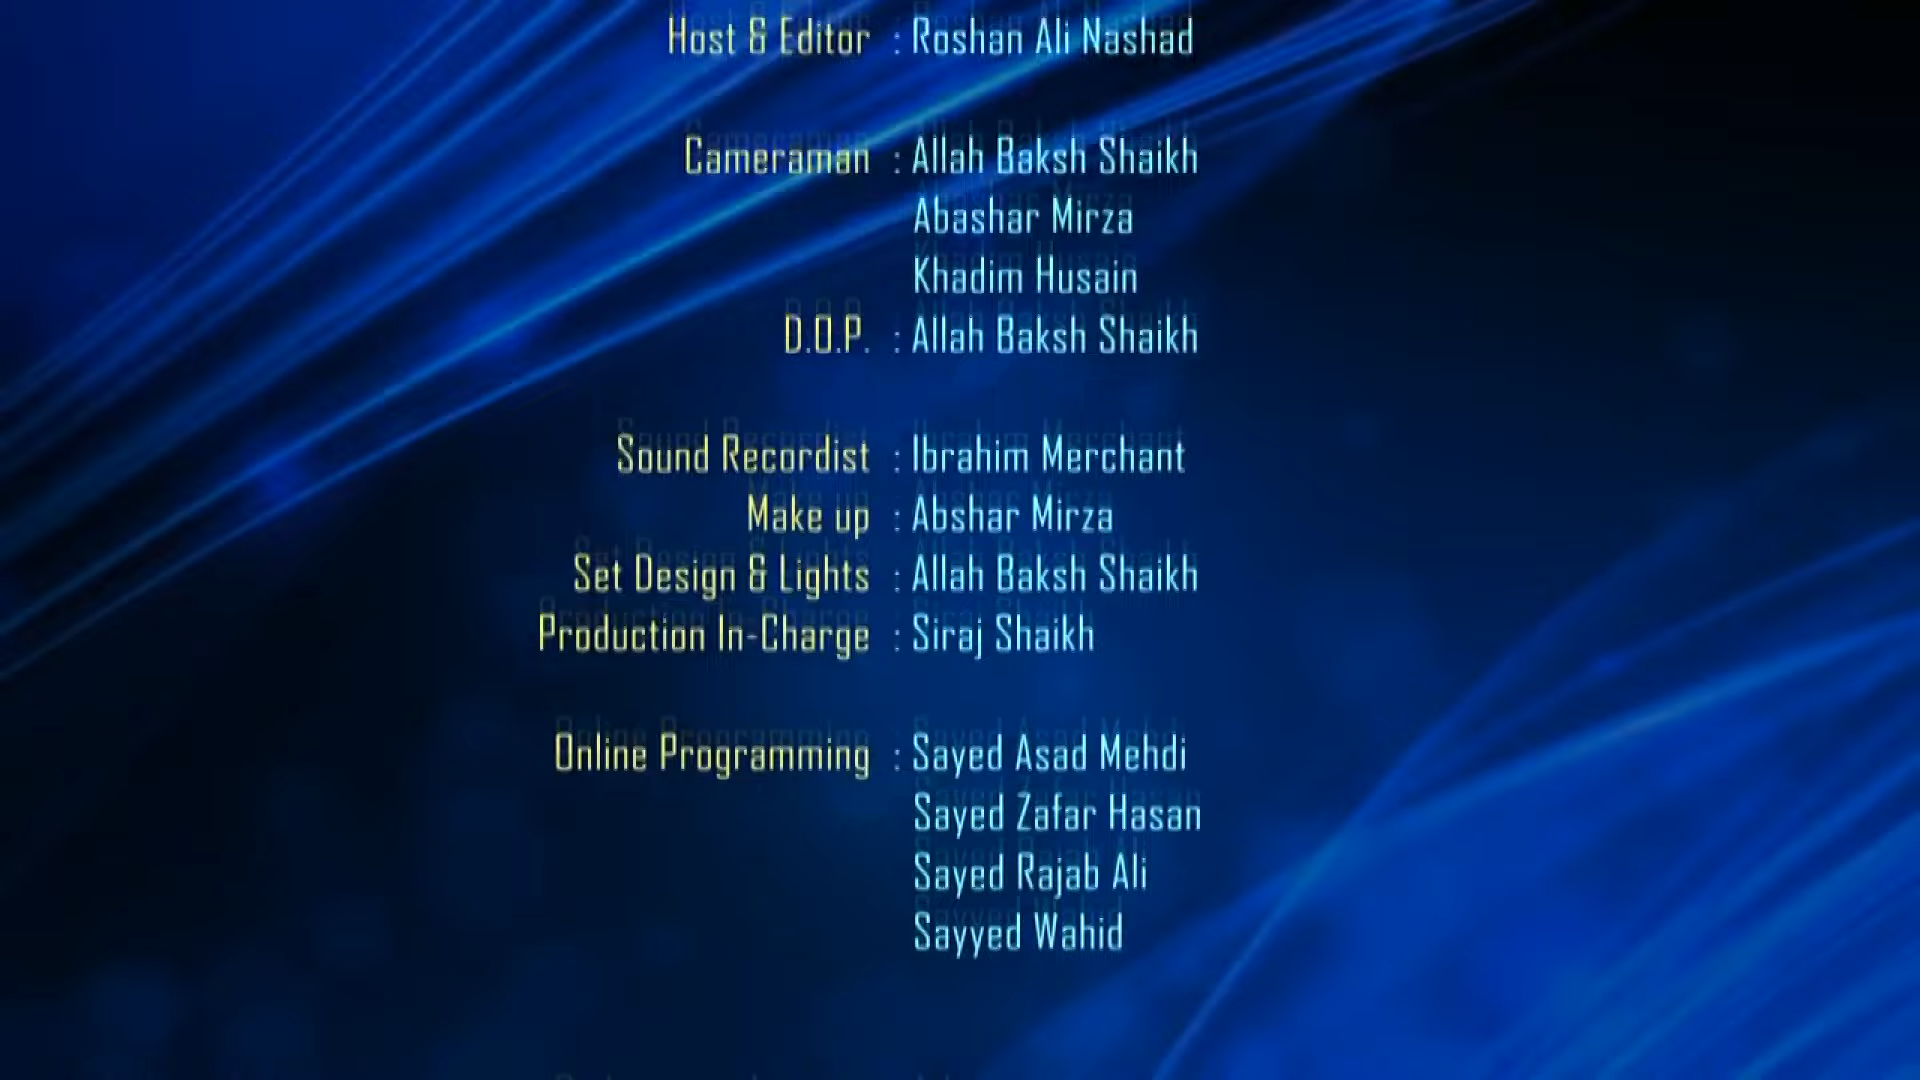 Host & Editor : Roshan Ali Nashad
Cameraman : Allah Baksh Shaikh
Abashar Mirza
Khadim Husain
D.O.P. : Allah Baksh Shaikh
Sound Recordist : Ibrahim Merchant
Make up : Abshar Mirza
Set Design & Lights : Allah Baksh Shaikh
Production In-Charge : Siraj Shaikh
Online Programming : Sayed Asad Mehdi
Sayed Zafar Hasan
Sayed Rajab Ali
Sayyed Wahid